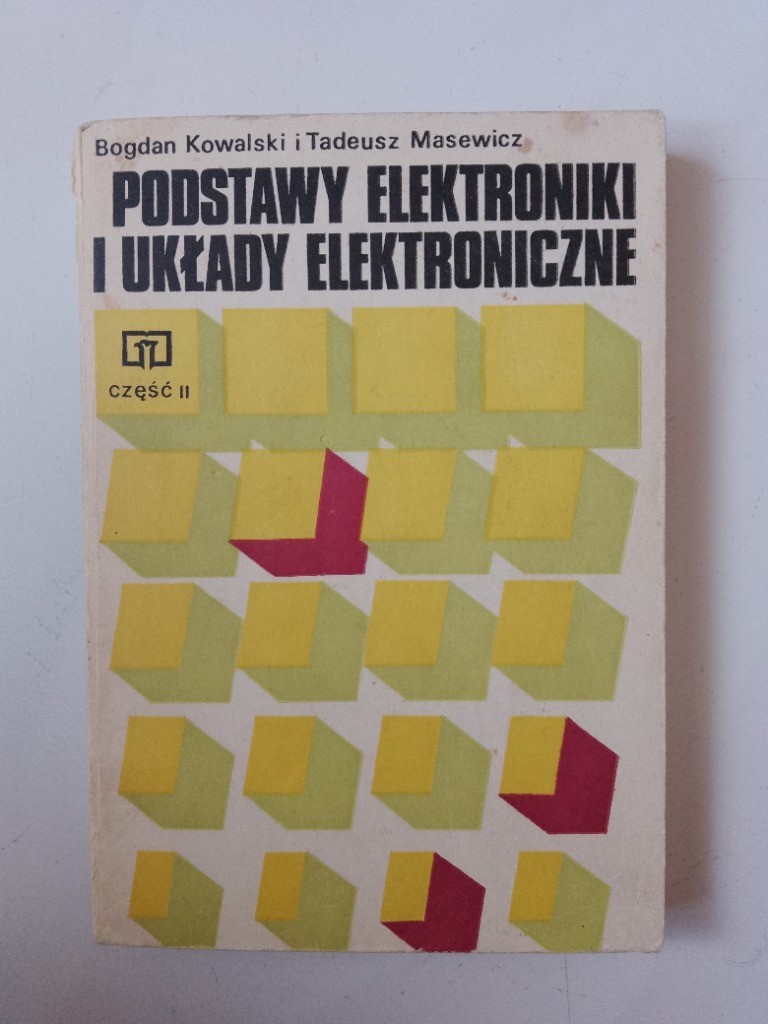 Bogdan Kowalski i Tadeusz Masewicz
PODSTAWY ELEKTRONIKI
I UKŁADY ELEKTRONICZNE
CZĘŚĆ II